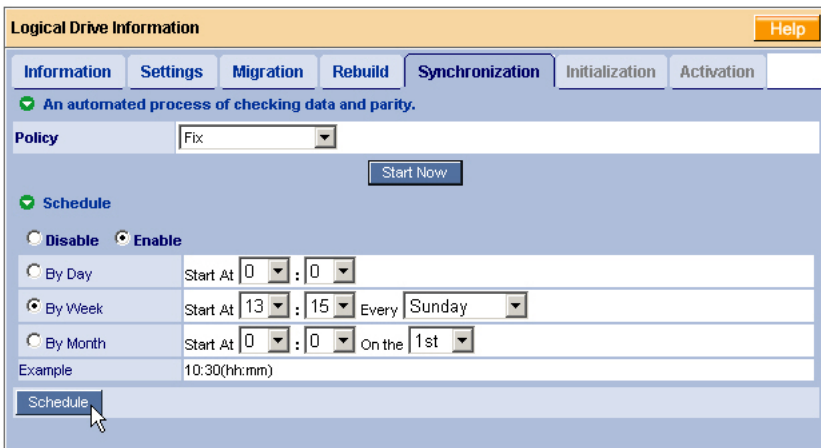 Logical Drive Information Help
Information Settings Migration Rebuild Synchronization Initialization Activation
An automated process of checking data and parity.
Policy Fix
Start Now
Schedule
Disable Enable
By Day Start At 0 : 0
By Week Start At 13 : 15 Every Sunday
By Month Start At 0 : 0 On the 1st
Example 10:30(hh:mm)
Schedule